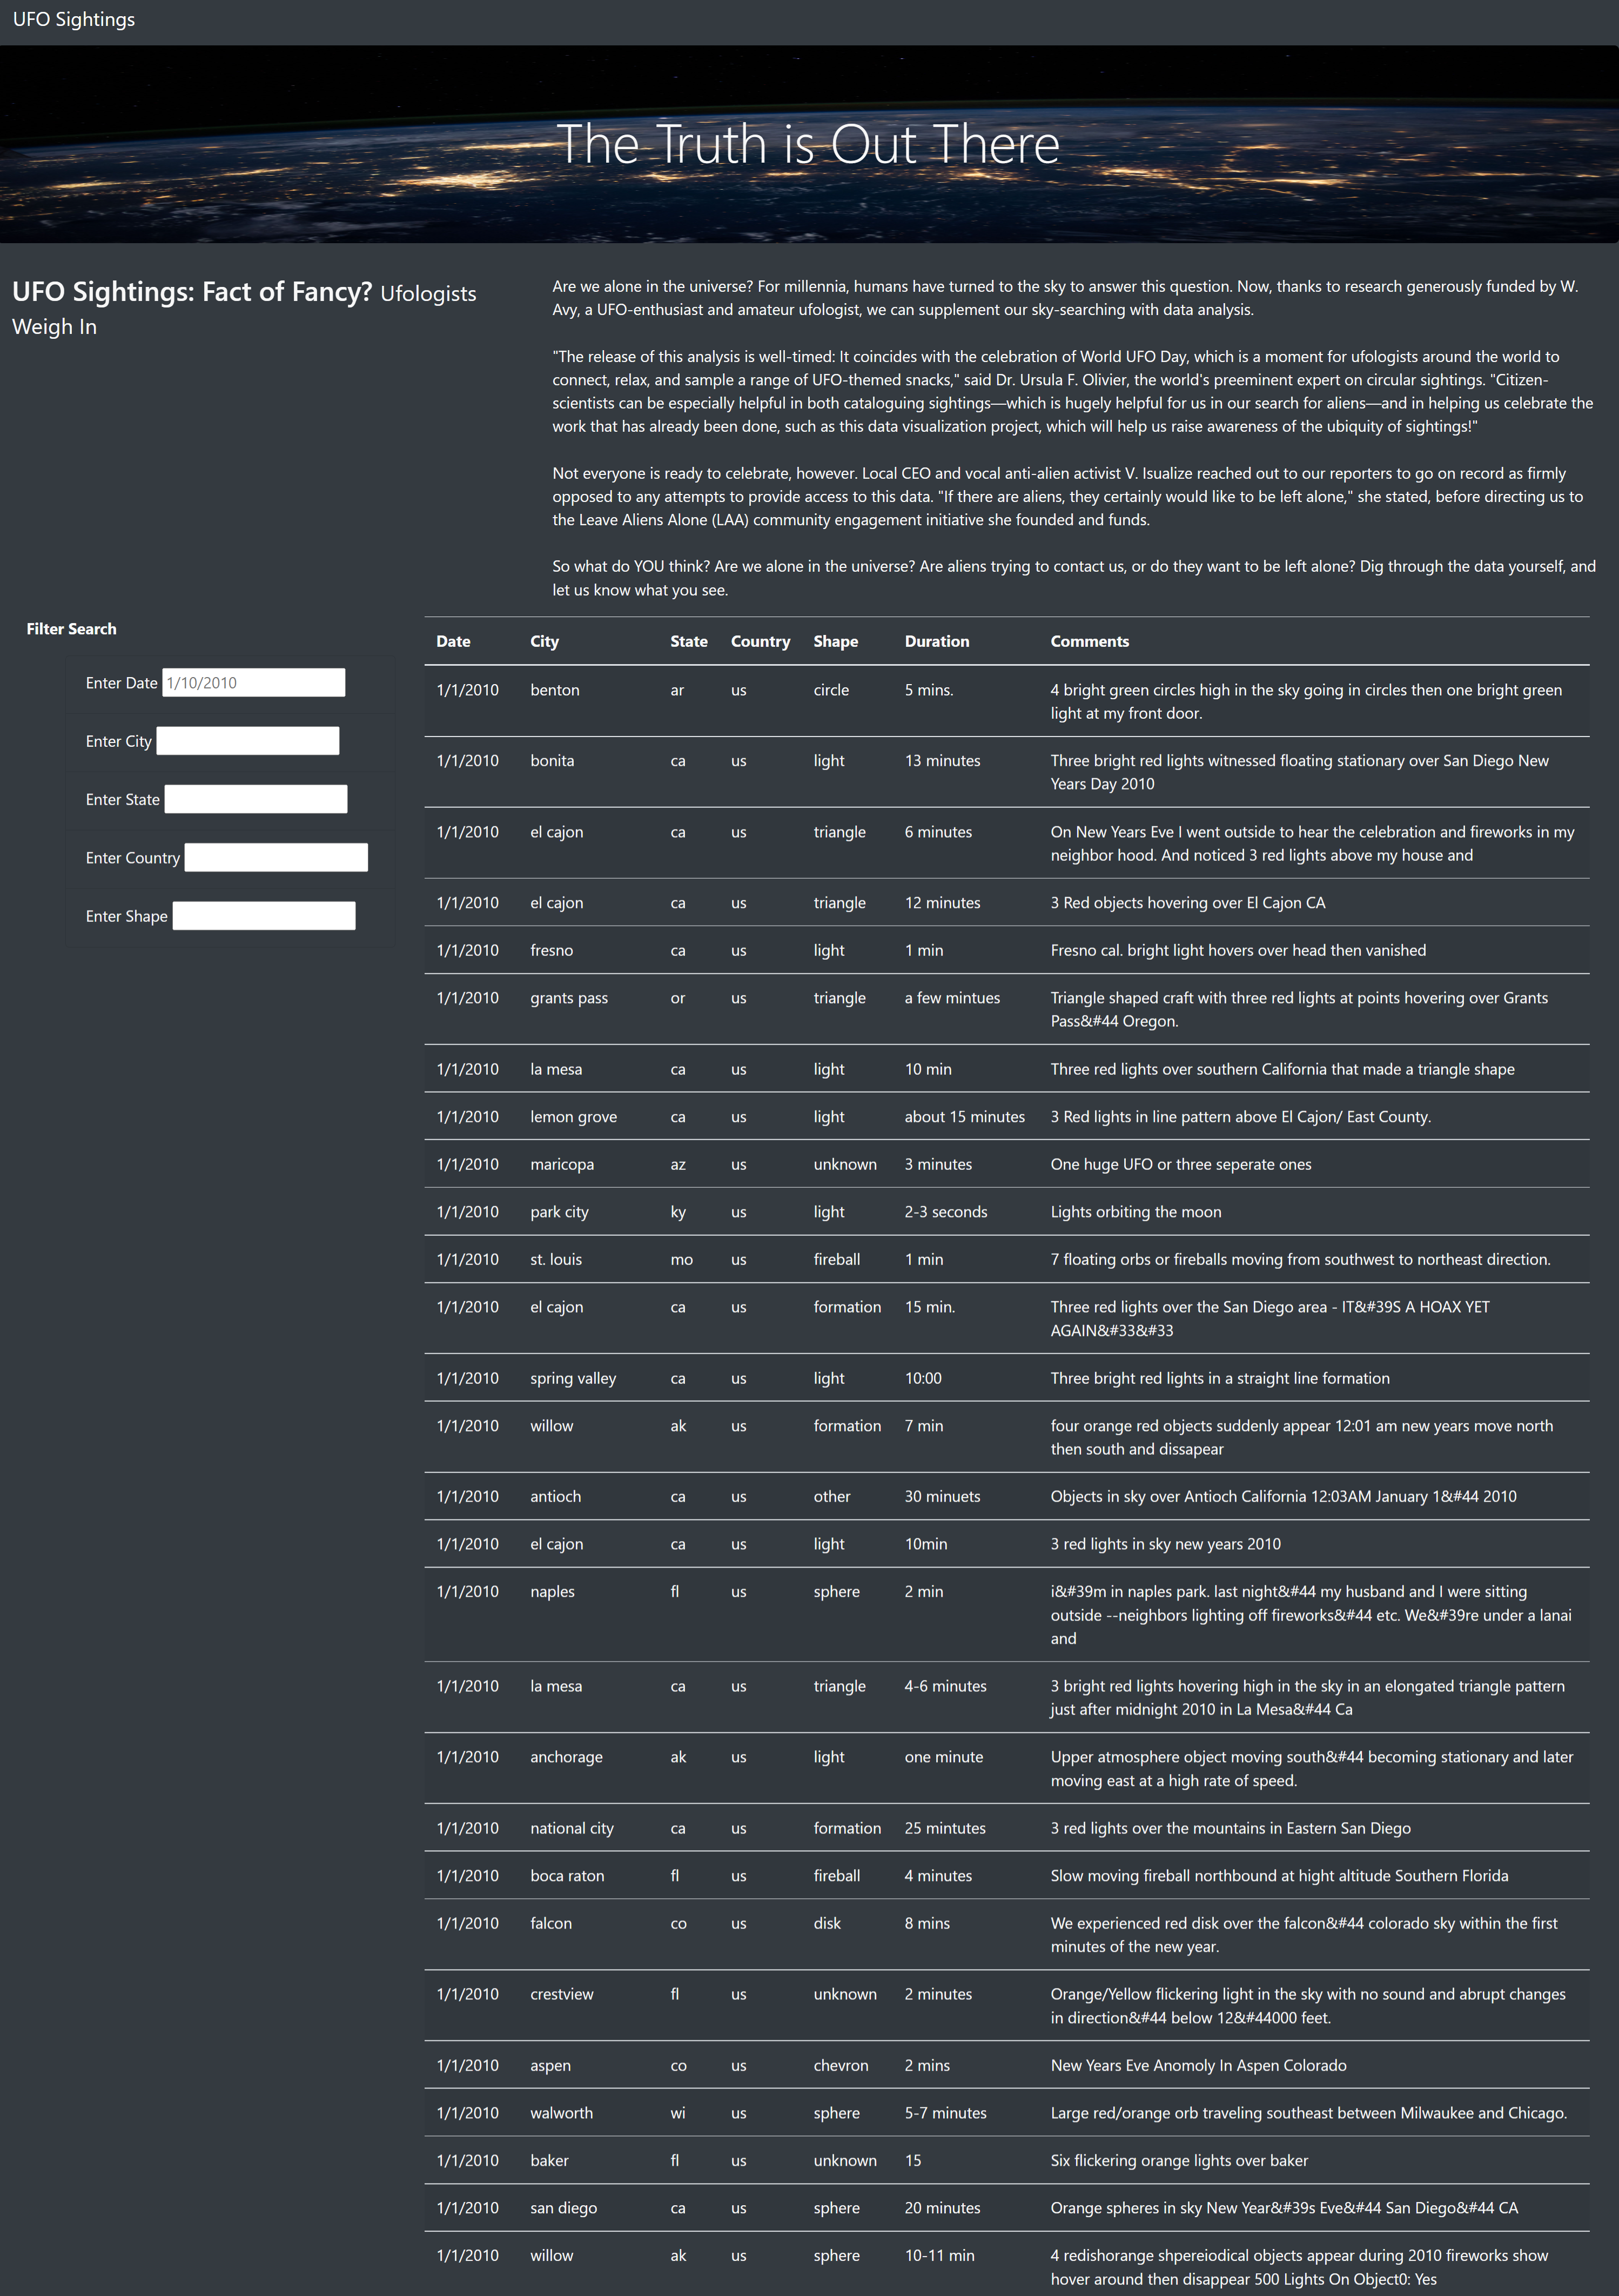 UFO Sightings
The Truth is Out There
UFO Sightings: Fact of Fancy? Ufologists
Weigh In
Are we alone in the universe? For millennia, humans have turned to the sky to answer this question. Now, thanks to research generously funded by W.
Avy, a UFO-enthusiast and amateur ufologist, we can supplement our sky-searching with data analysis.
"The release of this analysis is well-timed: It coincides with the celebration of World UFO Day, which is a moment for ufologists around the world to
connect, relax, and sample a range of UFO-themed snacks," said Dr. Ursula F. Olivier, the world's preeminent expert on circular sightings. "Citizen-
scientists can be especially helpful in both cataloguing sightings—which is hugely helpful for us in our search for aliens—and in helping us celebrate the
work that has already been done, such as this data visualization project, which will help us raise awareness of the ubiquity of sightings!"
Not everyone is ready to celebrate, however. Local CEO and vocal anti-alien activist V. Isualize reached out to our reporters to go on record as firmly
opposed to any attempts to provide access to this data. "If there are aliens, they certainly would like to be left alone," she stated, before directing us to
the Leave Aliens Alone (LAA) community engagement initiative she founded and funds.
So what do YOU think? Are we alone in the universe? Are aliens trying to contact us, or do they want to be left alone? Dig through the data yourself, and
let us know what you see.
Filter Search
Enter Date 1/10/2010
Enter City
Enter State
Enter Country
Enter Shape
Date City State Country Shape Duration Comments
1/1/2010 benton ar us circle 5 mins. 4 bright green circles high in the sky going in circles then one bright green
light at my front door.
1/1/2010 bonita ca us light 13 minutes Three bright red lights witnessed floating stationary over San Diego New
Years Day 2010
1/1/2010 el cajon ca us triangle 6 minutes On New Years Eve I went outside to hear the celebration and fireworks in my
neighbor hood. And noticed 3 red lights above my house and
1/1/2010 el cajon ca us triangle 12 minutes 3 Red objects hovering over El Cajon CA
1/1/2010 fresno ca us light 1 min Fresno cal. bright light hovers over head then vanished
1/1/2010 grants pass or us triangle a few mintues Triangle shaped craft with three red lights at points hovering over Grants
Pass&#44 Oregon.
1/1/2010 la mesa ca us light 10 min Three red lights over southern California that made a triangle shape
1/1/2010 lemon grove ca us light about 15 minutes 3 Red lights in line pattern above El Cajon/ East County.
1/1/2010 maricopa az us unknown 3 minutes One huge UFO or three seperate ones
1/1/2010 park city ky us light 2-3 seconds Lights orbiting the moon
1/1/2010 st. louis mo us fireball 1 min 7 floating orbs or fireballs moving from southwest to northeast direction.
1/1/2010 el cajon ca us formation 15 min. Three red lights over the San Diego area - IT&#39S A HOAX YET
AGAIN&#33&#33
1/1/2010 spring valley ca us light 10:00 Three bright red lights in a straight line formation
1/1/2010 willow ak us formation 7 min four orange red objects suddenly appear 12:01 am new years move north
then south and dissapear
1/1/2010 antioch ca us other 30 minuets Objects in sky over Antioch California 12:03AM January 1&#44 2010
1/1/2010 el cajon ca us light 10min 3 red lights in sky new years 2010
1/1/2010 naples fl us sphere 2 min i&#39m in naples park. last night&#44 my husband and I were sitting
outside --neighbors lighting off fireworks&#44 etc. We&#39re under a lanai
and
1/1/2010 la mesa ca us triangle 4-6 minutes 3 bright red lights hovering high in the sky in an elongated triangle pattern
just after midnight 2010 in La Mesa&#44 Ca
1/1/2010 anchorage ak us light one minute Upper atmosphere object moving south&#44 becoming stationary and later
moving east at a high rate of speed.
1/1/2010 national city ca us formation 25 mintutes 3 red lights over the mountains in Eastern San Diego
1/1/2010 boca raton fl us fireball 4 minutes Slow moving fireball northbound at hight altitude Southern Florida
1/1/2010 falcon co us disk 8 mins We experienced red disk over the falcon&#44 colorado sky within the first
minutes of the new year.
1/1/2010 crestview fl us unknown 2 minutes Orange/Yellow flickering light in the sky with no sound and abrupt changes
in direction&#44 below 12&#44000 feet.
1/1/2010 aspen co us chevron 2 mins New Years Eve Anomoly In Aspen Colorado
1/1/2010 walworth wi us sphere 5-7 minutes Large red/orange orb traveling southeast between Milwaukee and Chicago.
1/1/2010 baker fl us unknown 15 Six flickering orange lights over baker
1/1/2010 san diego ca us sphere 20 minutes Orange spheres in sky New Year&#39s Eve&#44 San Diego&#44 CA
1/1/2010 willow ak us sphere 10-11 min 4 redishorange shpereiodical objects appear during 2010 fireworks show
hover around then disappear 500 Lights On Object0: Yes